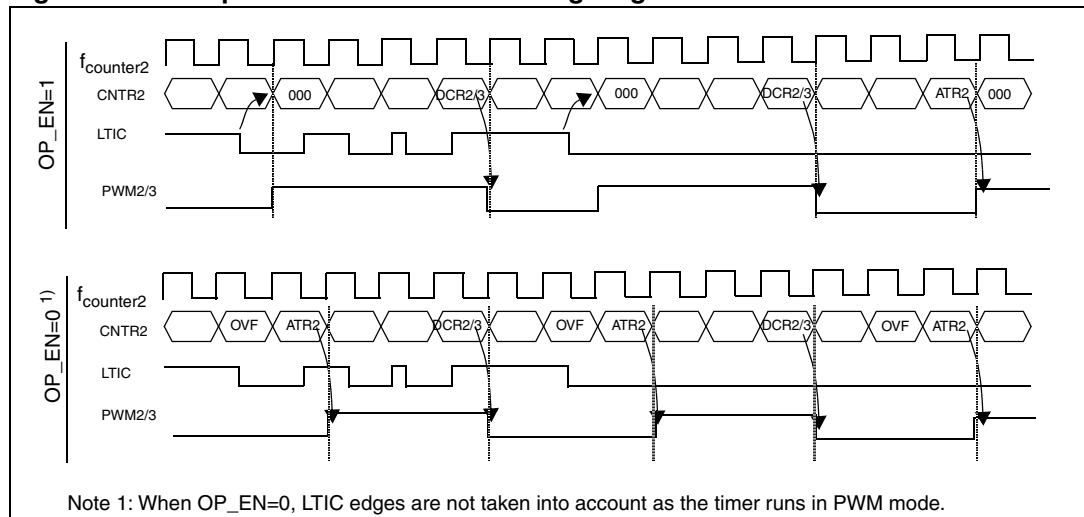 OP_EN=1
fcounter2
CNTR2
000
DCR2/3
000
DCR2/3
ATR2
000
LTIC
PWM2/3
OP_EN=0 1)
fcounter2
CNTR2
OVF
ATR2
DCR2/3
OVF
ATR2
DCR2/3
OVF
ATR2
LTIC
PWM2/3
Note 1: When OP_EN=0, LTIC edges are not taken into account as the timer runs in PWM mode.